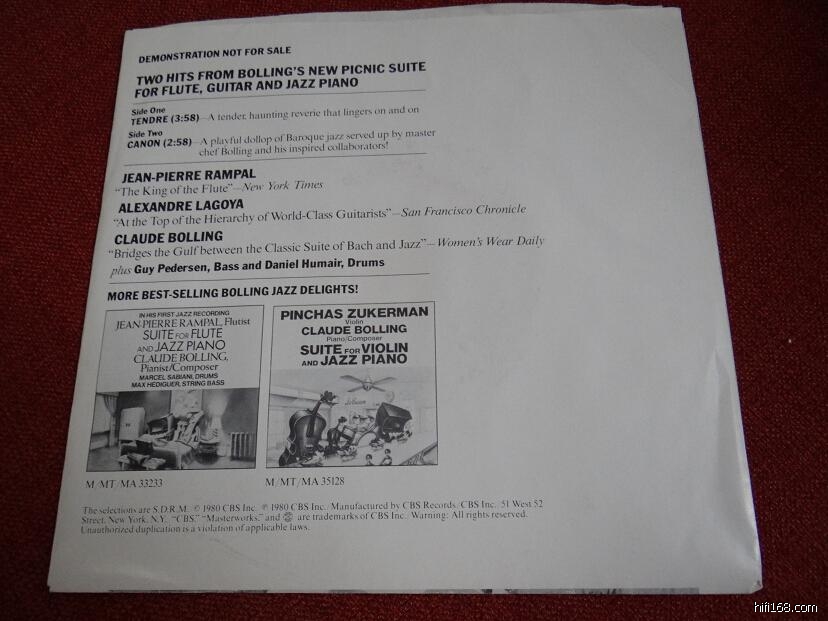 DEMONSTRATION NOT FOR SALE
TWO HITS FROM BOLLING'S NEW PICNIC SUITE
FOR FLUTE, GUITAR AND JAZZ PIANO
Side One
TENDRE (3:58)—A tender, haunting reverie that lingers on and on
Side Two
CANON (2:58)—A playful dollop of Baroque jazz served up by master
chef Bolling and his inspired collaborators!
JEAN-PIERRE RAMPAL
"The King of the Flute"—New York Times
ALEXANDRE LAGOYA
"At the Top of the Hierarchy of World-Class Guitarists"—San Francisco Chronicle
CLAUDE BOLLING
"Bridges the Gulf between the Classic Suite of Bach and Jazz"—Women's Wear Daily
plus Guy Pedersen, Bass and Daniel Humair, Drums
MORE BEST-SELLING BOLLING JAZZ DELIGHTS!
IN HIS FIRST JAZZ RECORDING
JEAN-PIERRE RAMPAL, Flutist
SUITE FOR FLUTE
AND JAZZ PIANO
CLAUDE BOLLING,
Pianist/Composer
MARCEL SABIANI, DRUMS
MAX HEDIGUER, STRING BASS
PINCHAS ZUKERMAN
Violin
CLAUDE BOLLING
Piano/Composer
SUITE FOR VIOLIN
AND JAZZ PIANO
M/MT/MA 33233
M/MT/MA 35128
The selections are S.D.R.M. © 1980 CBS Inc. ℗ 1980 CBS Inc./Manufactured by CBS Records/CBS Inc./51 West 52
Street, New York, N.Y. "CBS," "Masterworks," and are trademarks of CBS Inc./Warning: All rights reserved.
Unauthorized duplication is a violation of applicable laws.
hifi168.com